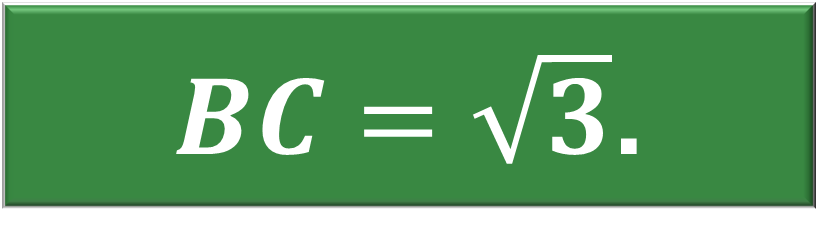 BC = √3.